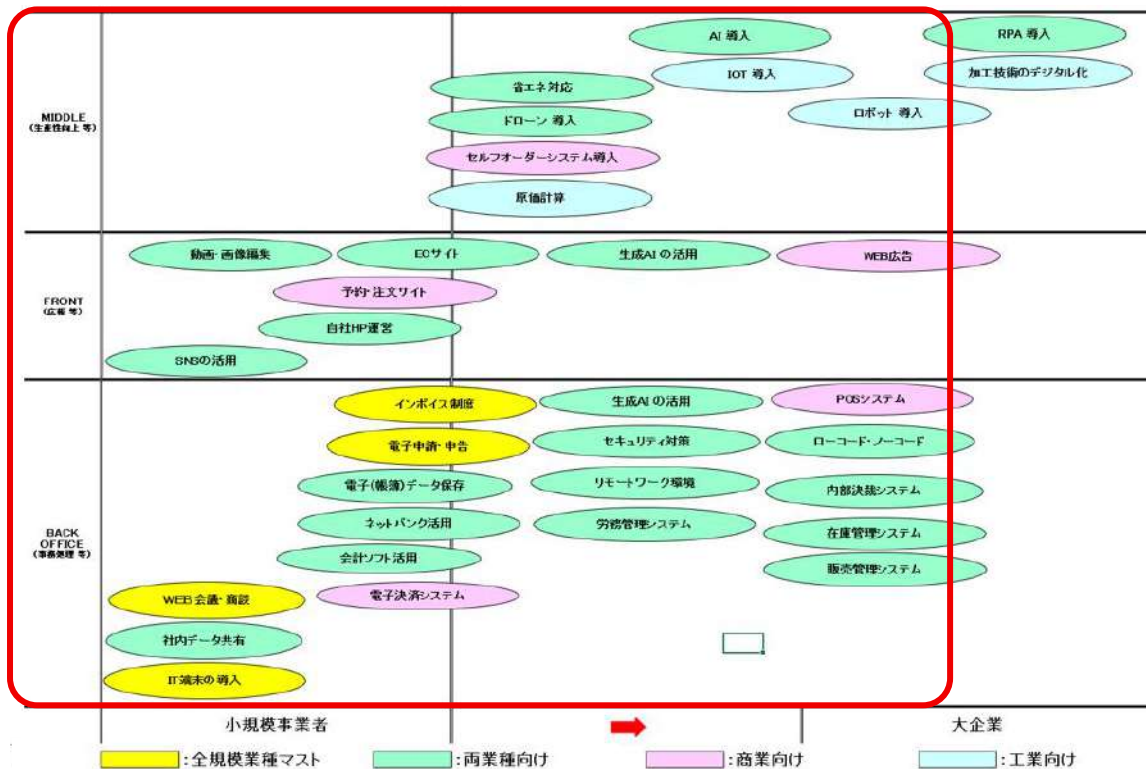 MIDDLE
(生産性向上 等)
AI 導入
RPA 導入
IOT 導入
加工技術のデジタル化
省エネ対応
ロボット 導入
ドローン 導入
セルフオーダーシステム導入
原価計算
FRONT
(広報 等)
動画・画像編集
ECサイト
生成AI の活用
WEB広告
予約・注文サイト
自社HP運営
SNSの活用
BACK
OFFICE
(事務処理 等)
インボイス制度
生成AI の活用
POSシステム
電子申請・申告
セキュリティ対策
ローコード・ノーコード
電子(帳簿)データ保存
リモートワーク環境
内部決裁システム
ネットバンク活用
労務管理システム
在庫管理システム
会計ソフト活用
販売管理システム
WEB会議・商談
電子決済システム
社内データ共有
IT端末の導入
小規模事業者
大企業
:全規模業種マスト
:両業種向け
:商業向け
:工業向け